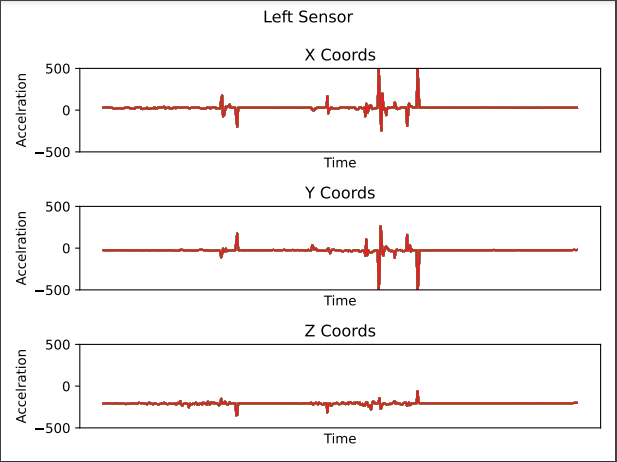 Left Sensor
X Coords
500
0
−500
Accelration
Time
Y Coords
500
0
−500
Accelration
Time
Z Coords
500
0
−500
Accelration
Time